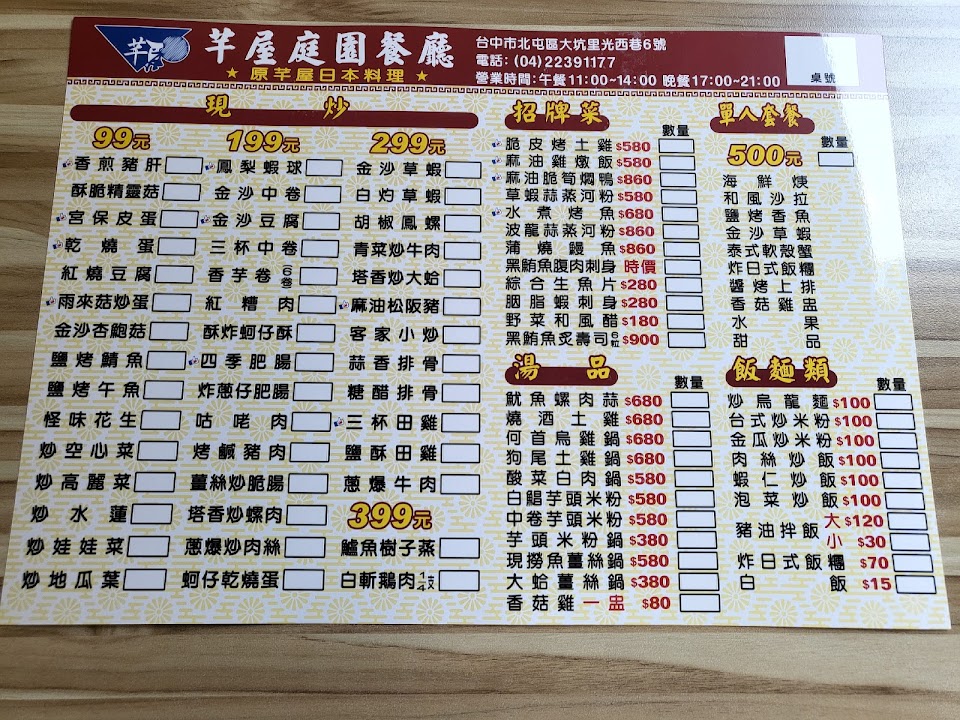 芋屋
芋屋庭園餐廳
★ 原芋屋日本料理 ★
台中市北屯區大坑里光西巷6號
電話: (04)22391177
營業時間: 午餐11:00~14:00 晚餐17:00~21:00
桌號
現炒
99元
香煎豬肝
酥脆精靈菇
宮保皮蛋
乾燒蛋
紅燒豆腐
雨來菇炒蛋
金沙杏鮑菇
鹽烤鯖魚
鹽烤午魚
怪味花生
炒空心菜
炒高麗菜
炒水蓮
炒娃娃菜
炒地瓜葉
199元
鳳梨蝦球
金沙中卷
金沙豆腐
三杯中卷
香芋卷 6卷
紅糟肉
酥炸蚵仔酥
四季肥腸
炸蔥仔肥腸
咕咾肉
烤鹹豬肉
薑絲炒脆腸
塔香炒螺肉
蔥爆炒肉絲
蚵仔乾燒蛋
299元
金沙草蝦
白灼草蝦
胡椒鳳螺
青菜炒牛肉
塔香炒大蛤
麻油松阪豬
客家小炒
蒜香排骨
糖醋排骨
三杯田雞
鹽酥田雞
蔥爆牛肉
399元
鱸魚樹子蒸
白斬鵝肉 1/4支
招牌菜
數量
脆皮烤土雞 $580
麻油雞燉飯 $580
麻油脆筍燜鴨 $860
草蝦蒜蒸河粉 $580
水煮烤魚 $680
波龍蒜蒸河粉 $860
蒲燒鰻魚 $860
黑鮪魚腹肉刺身 時價
綜合生魚片 $280
胭脂蝦刺身 $280
野菜和風醋 $180
黑鮪魚炙壽司 $900
湯品
數量
魷魚螺肉蒜 $680
燒酒土雞 $680
何首烏雞鍋 $680
狗尾土雞鍋 $680
酸菜白肉鍋 $580
白鯧芋頭米粉 $580
中卷芋頭米粉 $580
芋頭米粉鍋 $380
現撈魚薑絲鍋 $580
大蛤薑絲鍋 $380
香菇雞一盅 $80
單人套餐
500元
數量
海鮮羮
和風沙拉
鹽烤香魚
金沙草蝦
泰式軟殼蟹
炸日式飯糰
醬烤上排
香菇雞盅
水果
甜品
飯麵類
數量
炒烏龍麵 $100
台式炒米粉 $100
金瓜炒米粉 $100
肉絲炒飯 $100
蝦仁炒飯 $100
泡菜炒飯 $100
豬油拌飯 大 $120
小 $30
炸日式飯糰 $70
白飯 $15